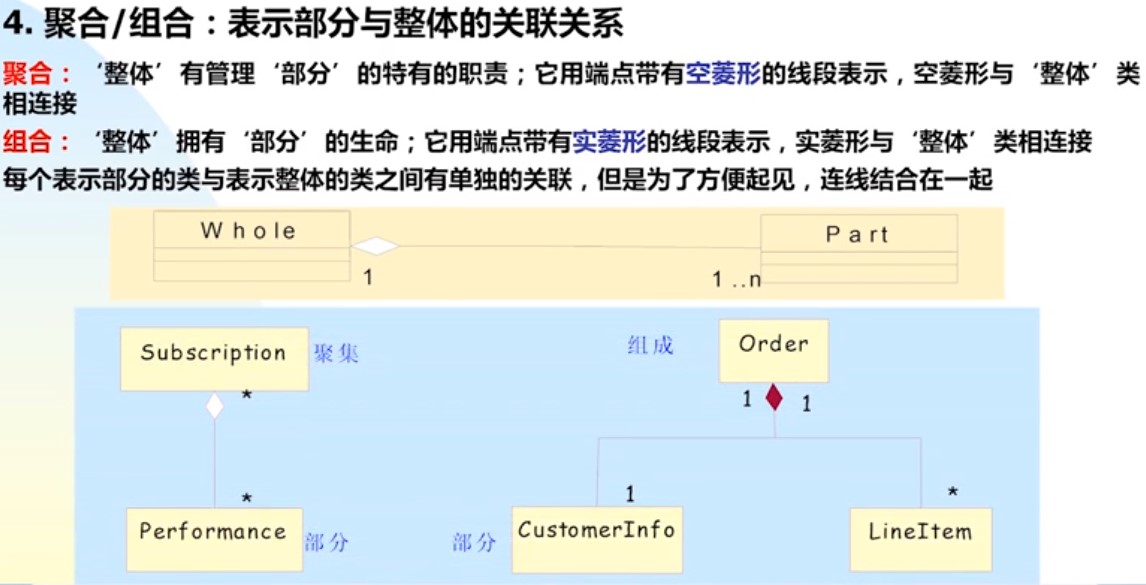 4. 聚合/组合：表示部分与整体的关联关系
聚合：‘整体’有管理‘部分’的特有的职责；它用端点带有空菱形的线段表示，空菱形与‘整体’类
相连接
组合：‘整体’拥有‘部分’的生命；它用端点带有实菱形的线段表示，实菱形与‘整体’类相连接
每个表示部分的类与表示整体的类之间有单独的关联，但是为了方便起见，连线结合在一起
Whole
Part
1
1..n
Subscription
聚集
组成
Order
*
1
1
*
1
*
Performance
部分
部分
CustomerInfo
LineItem